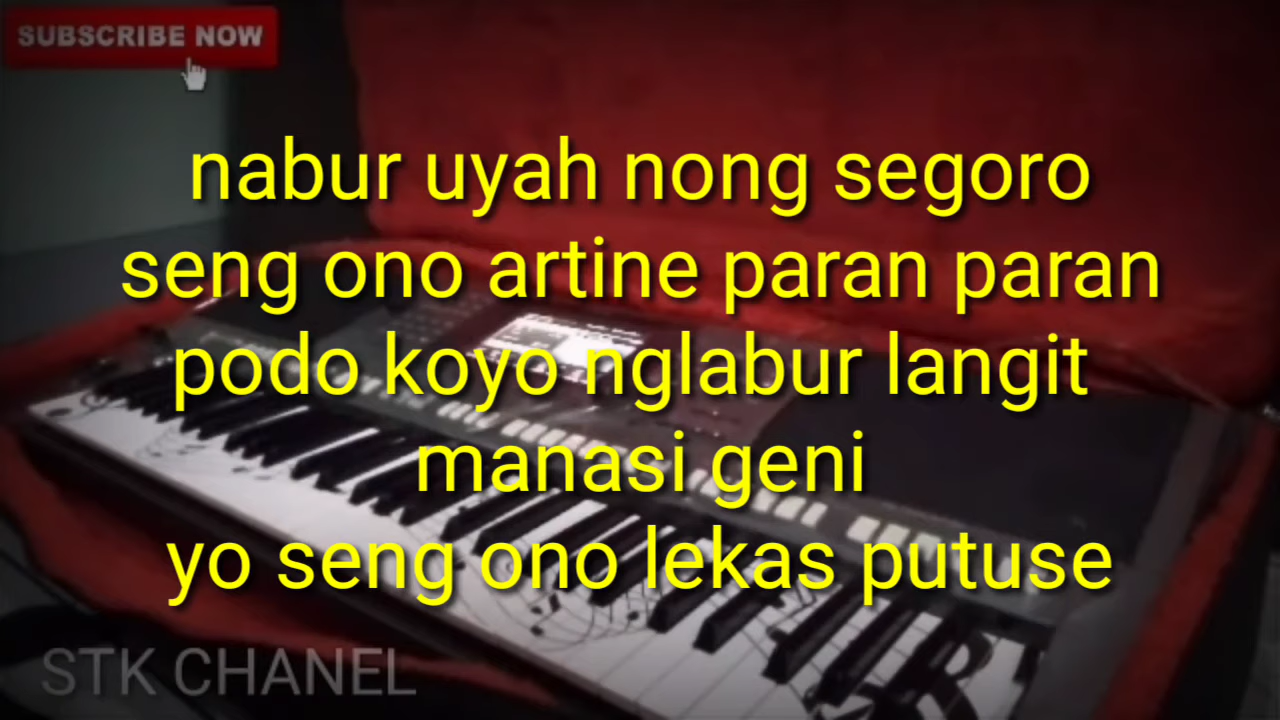 SUBSCRIBE NOW
nabur uyah nong segoro
seng ono artine paran paran
podo koyo nglabur langit
manasi geni
yo seng ono lekas putuse
STK CHANEL